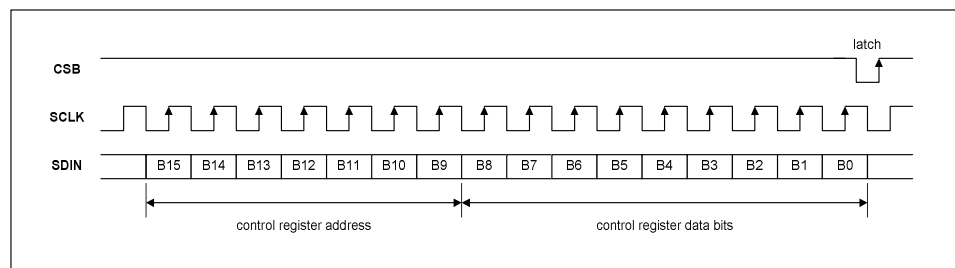 latch
CSB
SCLK
SDIN B15 B14 B13 B12 B11 B10 B9 B8 B7 B6 B5 B4 B3 B2 B1 B0
control register address control register data bits